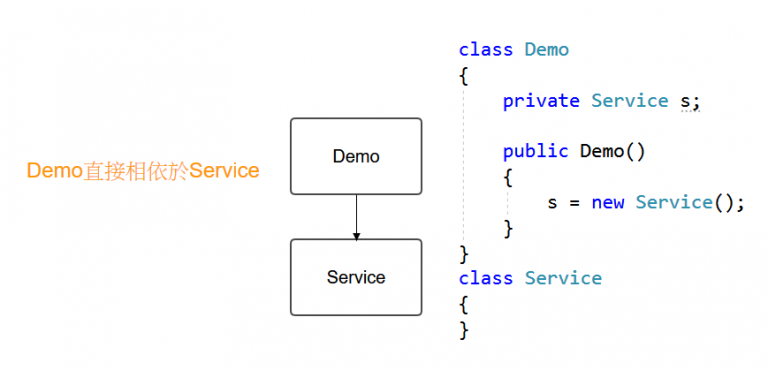 Demo直接相依於Service
Demo
Service
class Demo
{
    private Service s;

    public Demo()
    {
        s = new Service();
    }
}
class Service
{
}